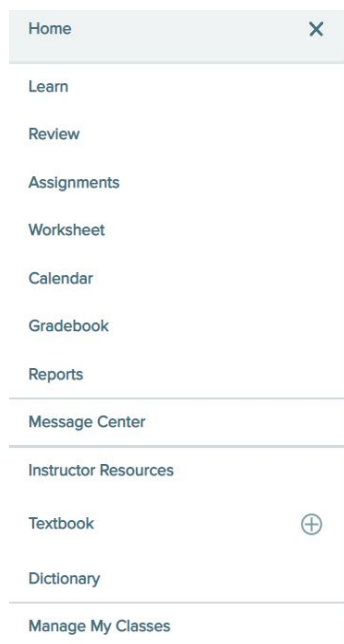 Home
Learn
Review
Assignments
Worksheet
Calendar
Gradebook
Reports
Message Center
Instructor Resources
Textbook
Dictionary
Manage My Classes